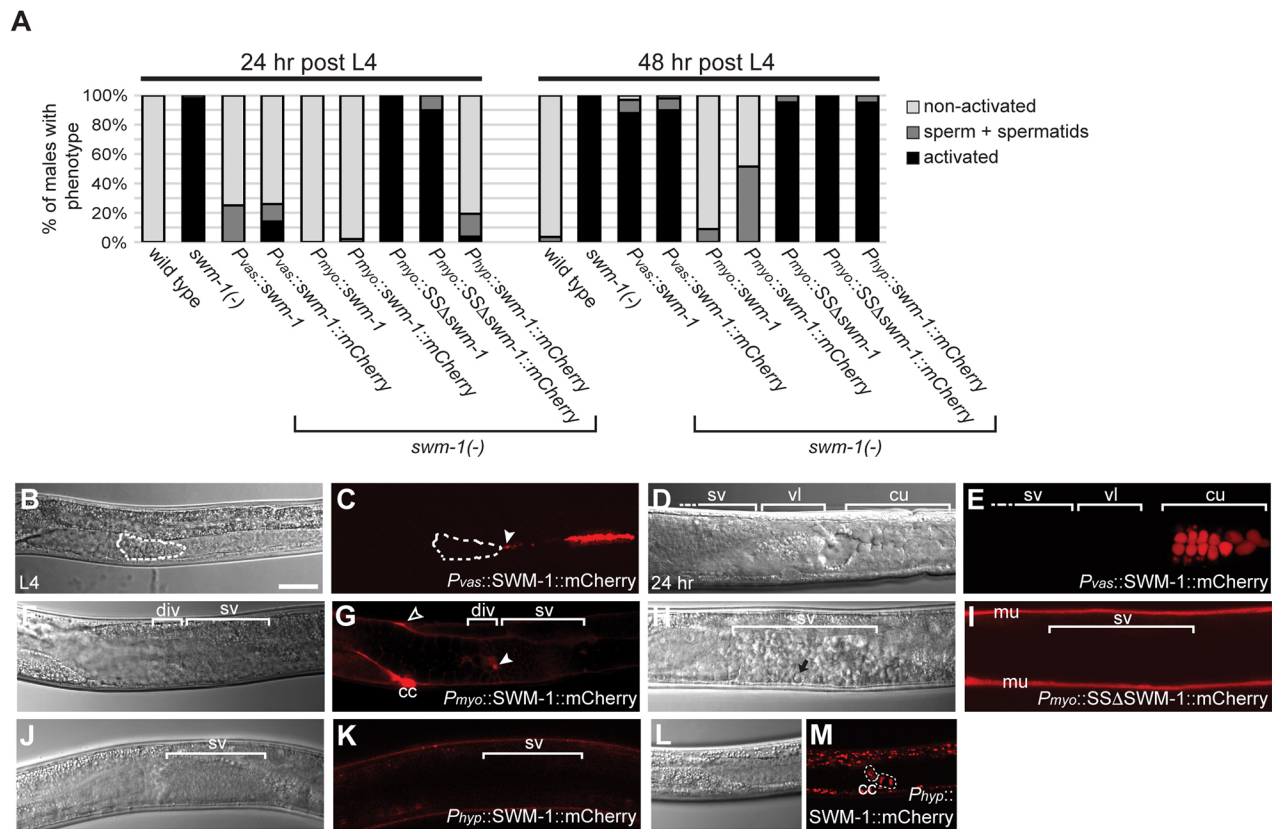 A
24 hr post L4
48 hr post L4
% of males with
phenotype
100%
80%
60%
40%
20%
0%
non-activated
sperm + spermatids
activated
wild type
swm-1(-)
Pvas::swm-1
Pvas::swm-1::mCherry
Pmyo::swm-1
Pmyo::swm-1::mCherry
Pmyo::SSΔswm-1
Pmyo::SSΔswm-1::mCherry
Phyp::swm-1::mCherry
swm-1(-)
100%
80%
60%
40%
20%
0%
wild type
swm-1(-)
Pvas::swm-1
Pvas::swm-1::mCherry
Pmyo::swm-1
Pmyo::swm-1::mCherry
Pmyo::SSΔswm-1
Pmyo::SSΔswm-1::mCherry
Phyp::swm-1::mCherry
swm-1(-)
B
L4
C
Pvas::SWM-1::mCherry
D
sv vl cu
24 hr
E
sv vl cu
Pvas::SWM-1::mCherry
F
div sv
G
div sv
cc
Pmyo::SWM-1::mCherry
H
sv
I
mu
sv
mu
Pmyo::SSΔSWM-1::mCherry
J
sv
K
sv
Phyp::SWM-1::mCherry
L
M
cc
Phyp::
SWM-1::mCherry